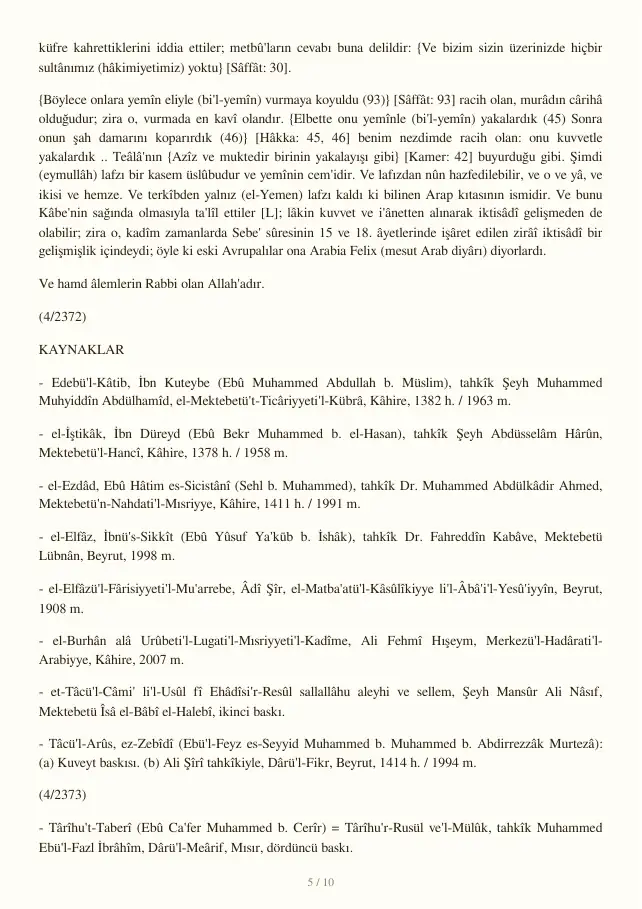 küfre kahrettiklerini iddia ettiler; metbû'ların cevabı buna delildir: {Ve bizim sizin üzerinizde hiçbir
sultânımız (hâkimiyetimiz) yoktu} [Sâffât: 30].
{Böylece onlara yemîn eliyle (bi'l-yemîn) vurmaya koyuldu (93)} [Sâffât: 93] racih olan, murâdın cârihâ
olduğudur; zira o, vurmada en kavî olandır. {Elbette onu yemînle (bi'l-yemîn) yakalardık (45) Sonra
onun şah damarını koparırdık (46)} [Hâkka: 45, 46] benim nezdimde racih olan: onu kuvvetle
yakalardık .. Teâlâ'nın {Azîz ve muktedir birinin yakalayışı gibi} [Kamer: 42] buyurduğu gibi. Şimdi
(eymullâh) lafzı bir kasem üslûbudur ve yemînin cem'idir. Ve lafızdan nûn hazfedilebilir, ve o ve yâ, ve
ikisi ve hemze. Ve terkîbden yalnız (el-Yemen) lafzı kaldı ki bilinen Arap kıtasının ismidir. Ve bunu
Kâbe'nin sağında olmasıyla ta'lîl ettiler [L]; lâkin kuvvet ve i'ânetten alınarak iktisâdî gelişmeden de
olabilir; zira o, kadîm zamanlarda Sebe' sûresinin 15 ve 18. âyetlerinde işâret edilen zirâî iktisâdî bir
gelişmişlik içindeydi; öyle ki eski Avrupalılar ona Arabia Felix (mesut Arab diyârı) diyorlardı.
Ve hamd âlemlerin Rabbi olan Allah'adır.
(4/2372)
KAYNAKLAR
- Edebü'l-Kâtib, İbn Kuteybe (Ebû Muhammed Abdullah b. Müslim), tahkîk Şeyh Muhammed
Muhyiddîn Abdülhamîd, el-Mektebetü't-Ticâriyyeti'l-Kübrâ, Kâhire, 1382 h. / 1963 m.
- el-İştikâk, İbn Düreyd (Ebû Bekr Muhammed b. el-Hasan), tahkîk Şeyh Abdüsselâm Hârûn,
Mektebetü'l-Hancî, Kâhire, 1378 h. / 1958 m.
- el-Ezdâd, Ebû Hâtim es-Sicistânî (Sehl b. Muhammed), tahkîk Dr. Muhammed Abdülkâdir Ahmed,
Mektebetü'n-Nahdati'l-Mısriyye, Kâhire, 1411 h. / 1991 m.
- el-Elfâz, İbnü's-Sikkît (Ebû Yûsuf Ya'kûb b. İshâk), tahkîk Dr. Fahreddîn Kabâve, Mektebetü
Lübnân, Beyrut, 1998 m.
- el-Elfâzü'l-Fârisiyyeti'l-Mu'arrebe, Âdî Şîr, el-Matba'atü'l-Kâsûlîkiyye li'l-Âbâ'i'l-Yesû'iyyîn, Beyrut,
1908 m.
- el-Burhân alâ Urûbeti'l-Lugati'l-Mısriyyeti'l-Kadîme, Ali Fehmî Hışeym, Merkezü'l-Hadârati'l-
Arabiyye, Kâhire, 2007 m.
- et-Tâcü'l-Câmi' li'l-Usûl fî Ehâdîsi'r-Resûl sallallâhu aleyhi ve sellem, Şeyh Mansûr Ali Nâsıf,
Mektebetü Îsâ el-Bâbî el-Halebî, ikinci baskı.
- Tâcü'l-Arûs, ez-Zebîdî (Ebü'l-Feyz es-Seyyid Muhammed b. Muhammed b. Abdirrezzâk Murtezâ):
(a) Kuveyt baskısı. (b) Ali Şîrî tahkîkiyle, Dârü'l-Fikr, Beyrut, 1414 h. / 1994 m.
(4/2373)
- Târîhu't-Taberî (Ebû Ca'fer Muhammed b. Cerîr) = Târîhu'r-Rusül ve'l-Mülûk, tahkîk Muhammed
Ebü'l-Fazl İbrâhîm, Dârü'l-Meârif, Mısır, dördüncü baskı.
5 / 10